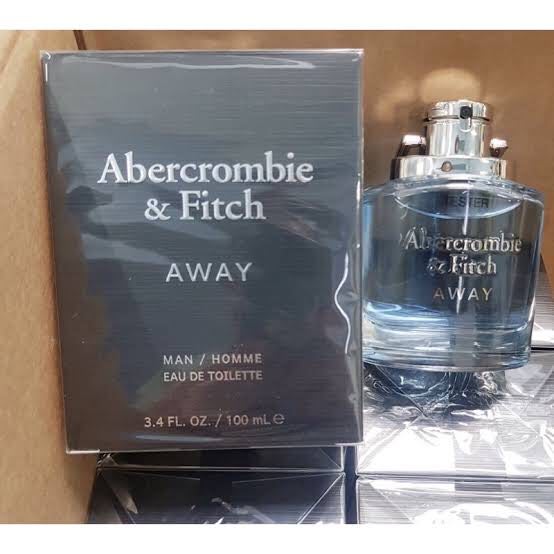 Abercrombie
& Fitch
AWAY
MAN / HOMME
EAU DE TOILETTE
3.4 FL. OZ. / 100 mL ℮
TESTER
Abercrombie
& Fitch
AWAY